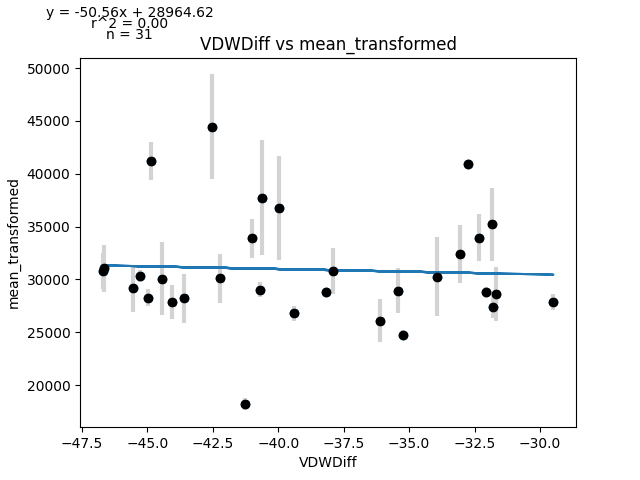 y = -50.56x + 28964.62
r^2 = 0.00
n = 31
VDWDiff vs mean_transformed
50000
45000
40000
35000
30000
25000
20000
mean_transformed
−47.5 −45.0 −42.5 −40.0 −37.5 −35.0 −32.5 −30.0
VDWDiff